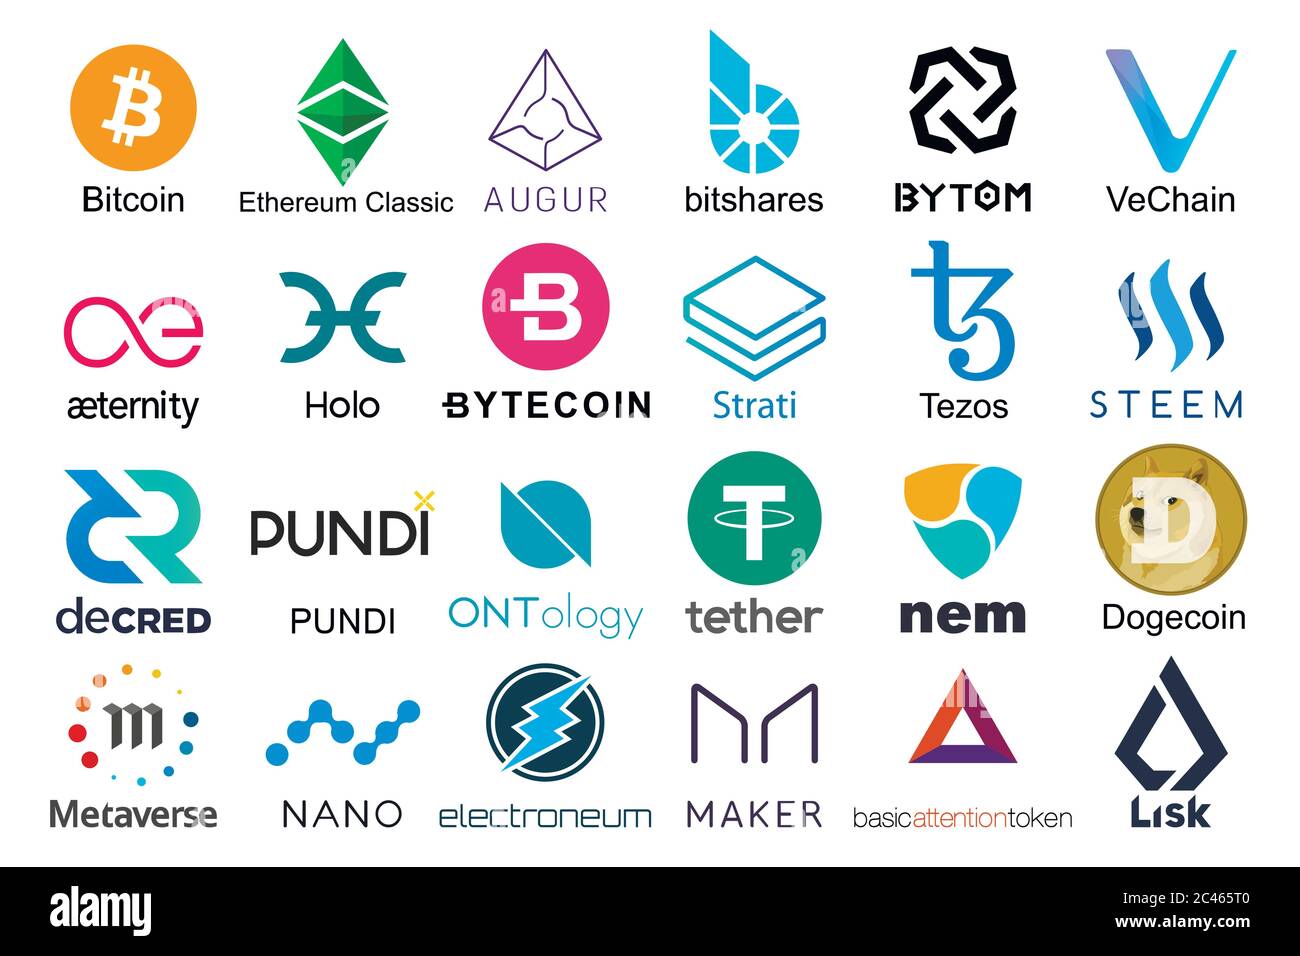 Bitcoin
Ethereum Classic
AUGUR
bitshares
BYTOM
VeChain
æternity
Holo
BYTECOIN
Strati
Tezos
STEEM
PUNDI
decRED
PUNDI
ONTology
tether
nem
Dogecoin
Metaverse
NANO
electroneum
MAKER
basicattentiontoken
Lisk
alamy
Image ID: 2C465T0
www.alamy.com